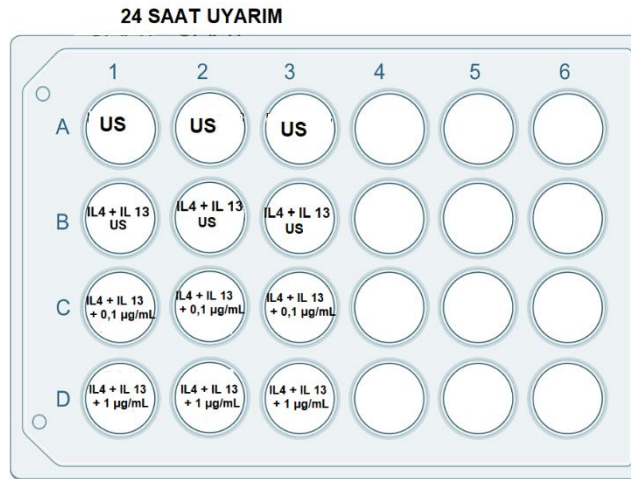 24 SAAT UYARIM
1 2 3 4 5 6
A US US US
B IL4 + IL 13 IL4 + IL 13 IL4 + IL 13
US US US
C IL4 + IL 13 IL4 + IL 13 IL4 + IL 13
+ 0,1 µg/mL + 0,1 µg/mL + 0,1 µg/mL
D IL4 + IL 13 IL4 + IL 13 IL4 + IL 13
+ 1 µg/mL + 1 µg/mL + 1 µg/mL